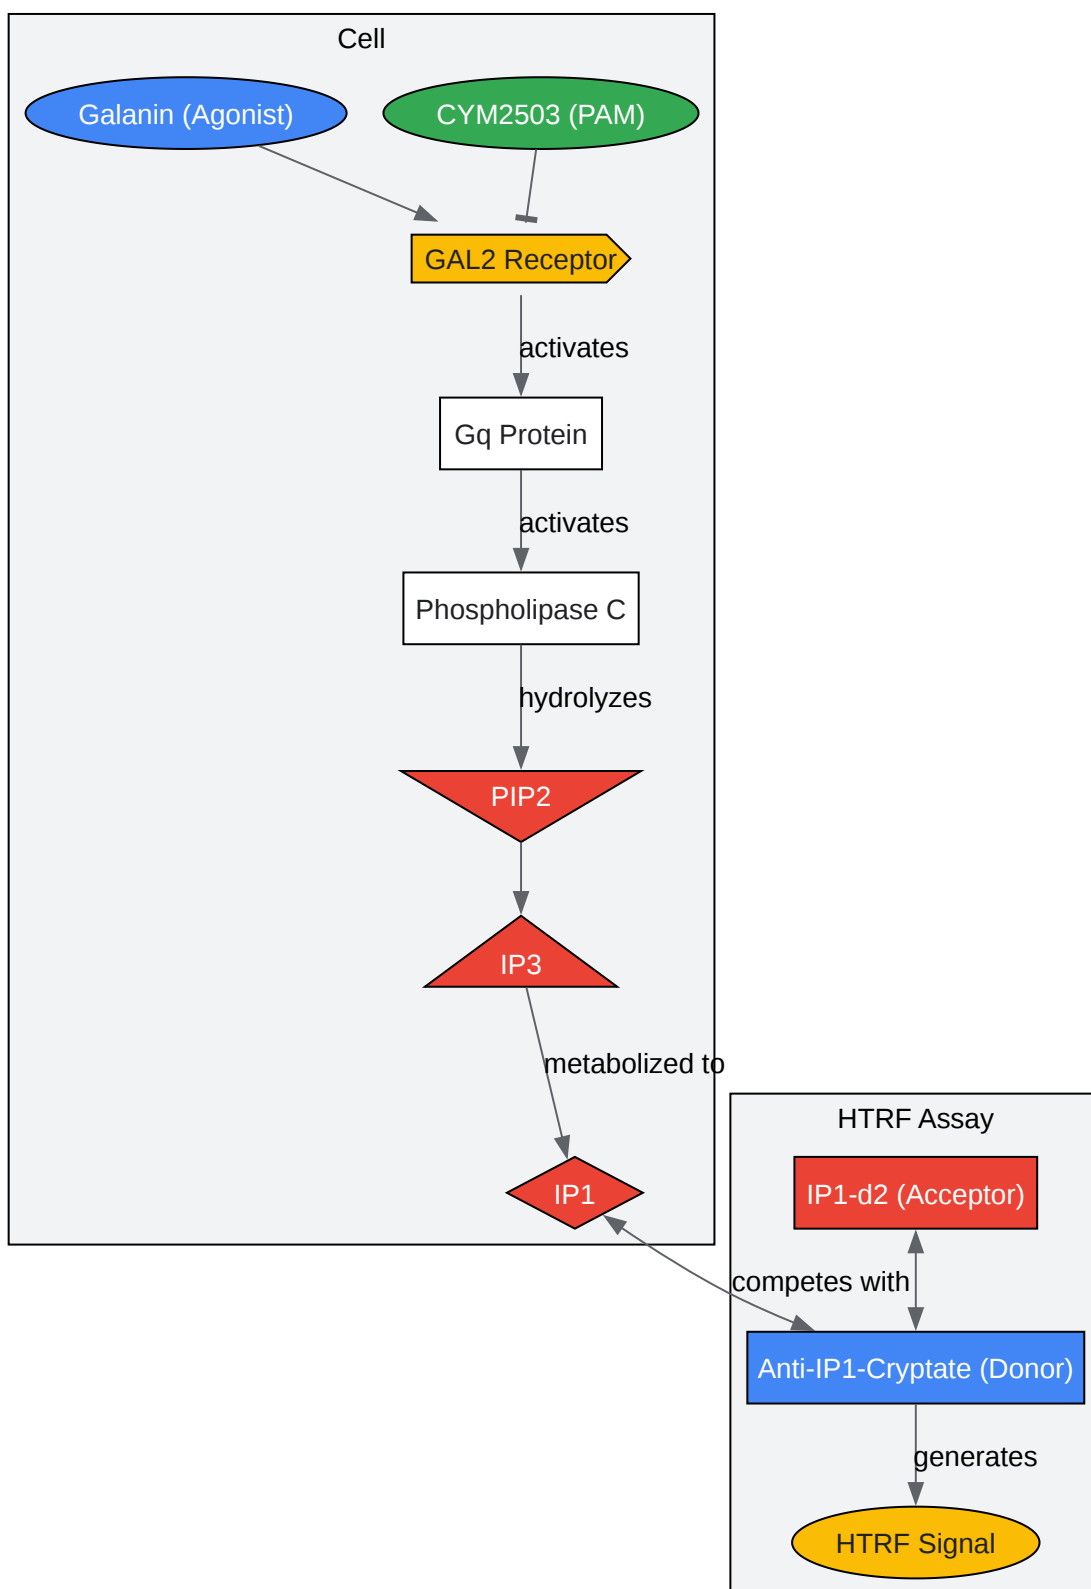 Cell
Galanin (Agonist)
CYM2503 (PAM)
GAL2 Receptor
activates
Gq Protein
activates
Phospholipase C
hydrolyzes
PIP2
IP3
metabolized to
IP1
HTRF Assay
IP1-d2 (Acceptor)
competes with
Anti-IP1-Cryptate (Donor)
generates
HTRF Signal